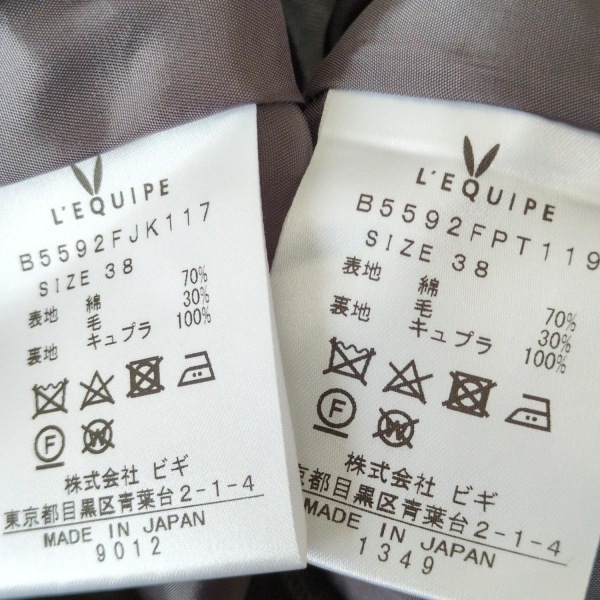 L'EQUIPE
B5592FJK117
SIZE 38
表地 綿 70%
毛 30%
裏地 キュプラ 100%
F W
株式会社 ビギ
東京都目黒区青葉台2-1-4
MADE IN JAPAN
9012
L'EQUIPE
B5592FPT119
SIZE 38
表地 綿 70%
毛 30%
裏地 キュプラ 100%
F W
株式会社 ビギ
東京都目黒区青葉台2-1-4
MADE IN JAPAN
1349